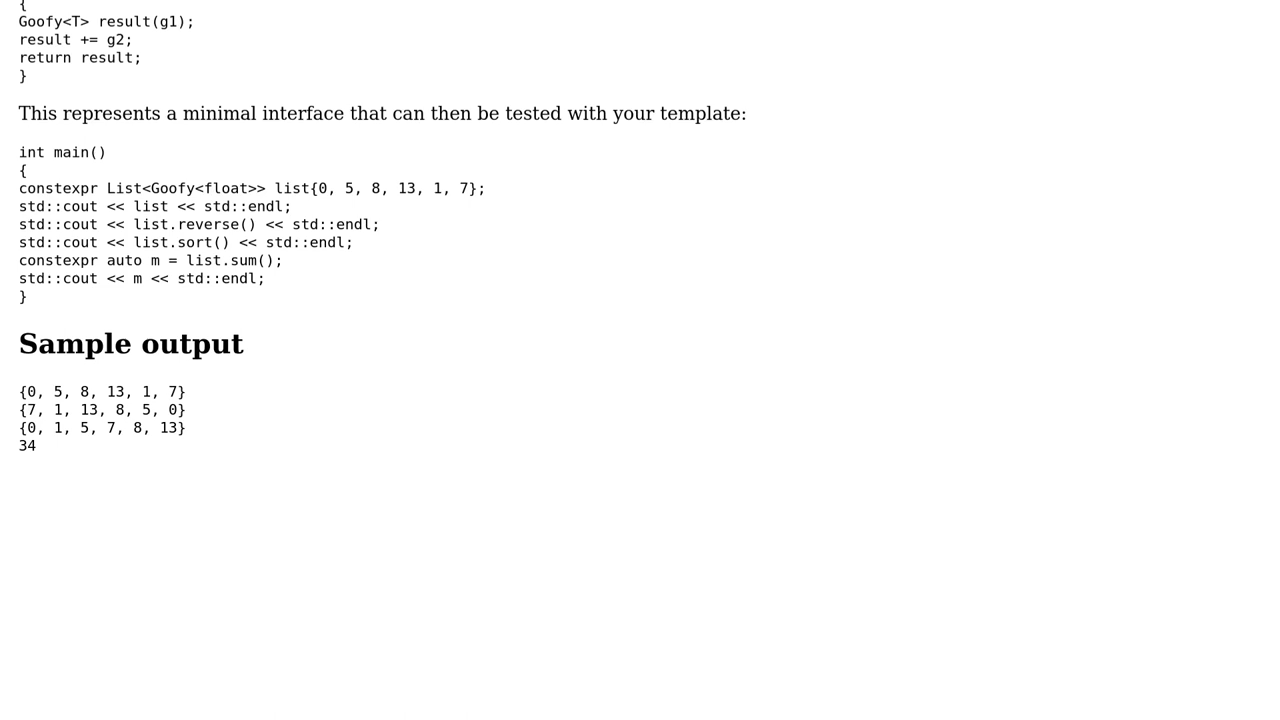 {
Goofy<T> result(g1);
result += g2;
return result;
}
This represents a minimal interface that can then be tested with your template:
int main()
{
constexpr List<Goofy<float>> list{0, 5, 8, 13, 1, 7};
std::cout << list << std::endl;
std::cout << list.reverse() << std::endl;
std::cout << list.sort() << std::endl;
constexpr auto m = list.sum();
std::cout << m << std::endl;
}
Sample output
{0, 5, 8, 13, 1, 7}
{7, 1, 13, 8, 5, 0}
{0, 1, 5, 7, 8, 13}
34